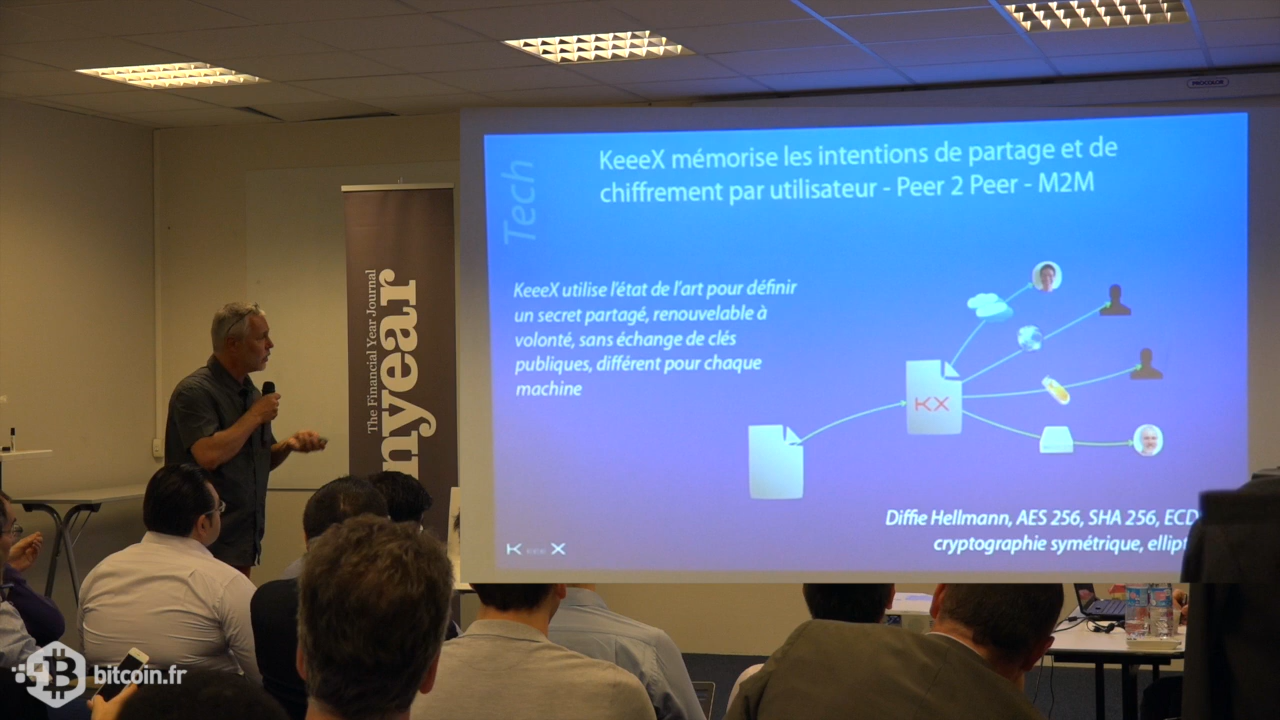 PROCOLOR
Tech
KeeeX mémorise les intentions de partage et de
chiffrement par utilisateur - Peer 2 Peer - M2M
KeeeX utilise l'état de l'art pour définir
un secret partagé, renouvelable à
volonté, sans échange de clés
publiques, différent pour chaque
machine
KX
Diffie Hellmann, AES 256, SHA 256, ECD
cryptographie symétrique, ellipt
K eee X
The Financial Year Journal
nyear
bitcoin.fr